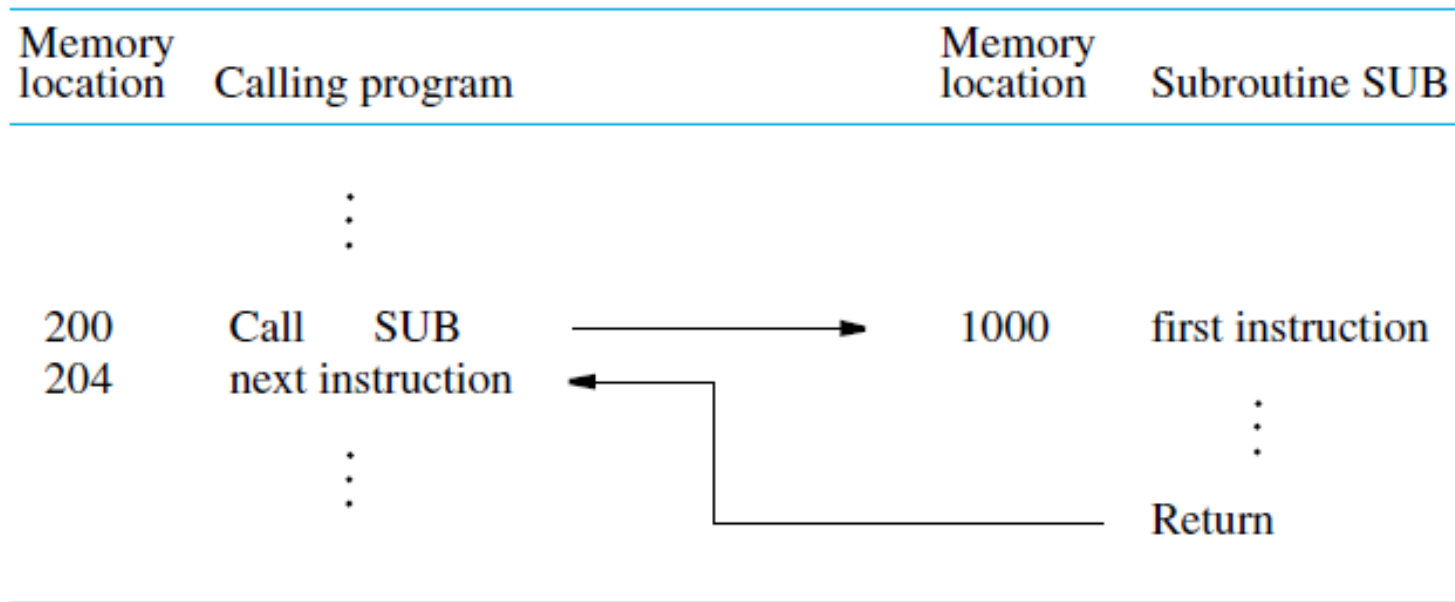 Memory location Calling program Memory location Subroutine SUB
200 Call SUB 1000 first instruction
204 next instruction
Return